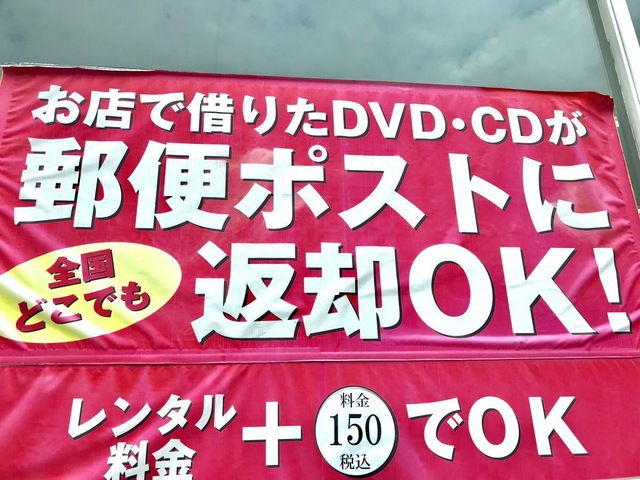 お店で借りたDVD・CDが
郵便ポストに
全国
どこでも
返却OK!
レンタル
料金
+
料金
150
税込
でOK